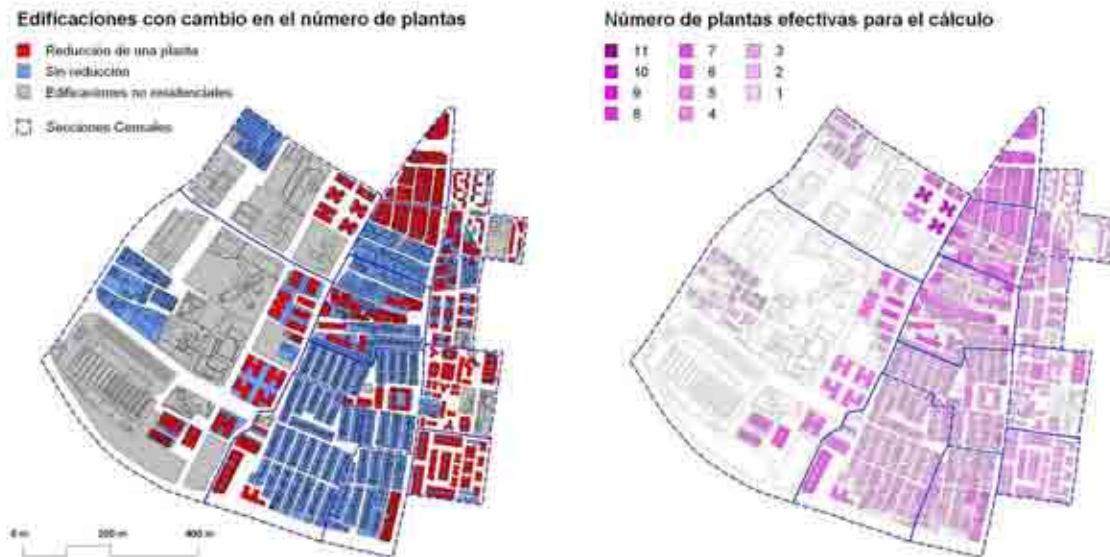 Edificaciones con cambio en el número de plantas
Reducción de una planta
Sin reducción
Edificaciones no residenciales
Secciones Censales
0 m 200 m 400 m
Número de plantas efectivas para el cálculo
11 7 3
10 6 2
9 5 1
8 4